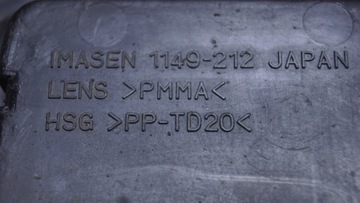 IMASEN 1149-212 JAPAN
LENS >PMMA<
HSG >PP-TD20<